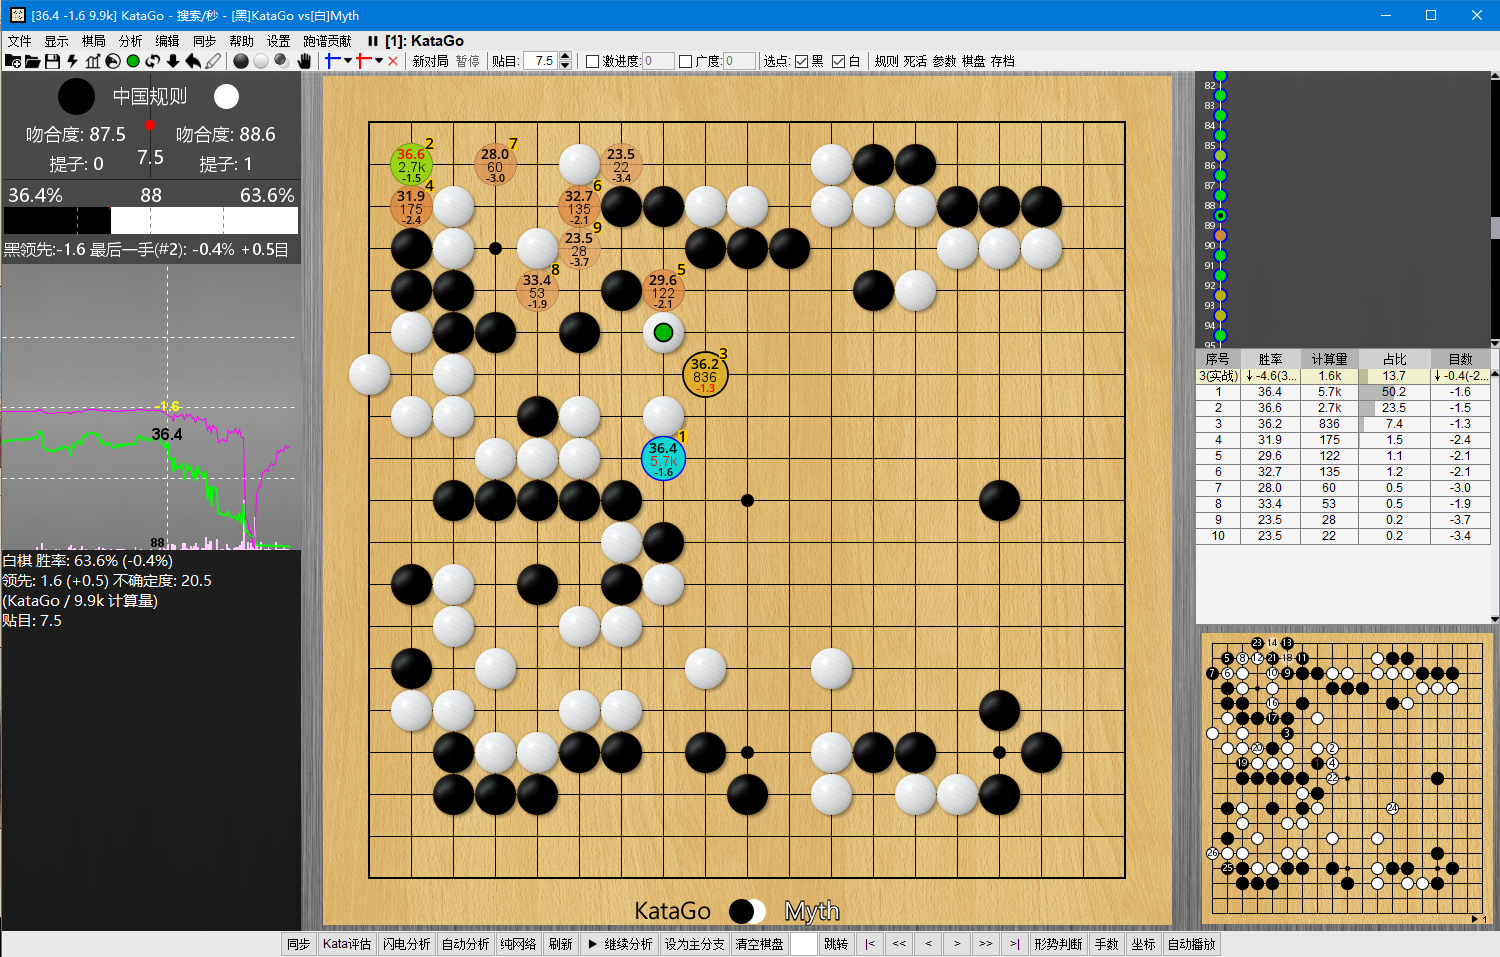 [36.4 -1.6 9.9k] KataGo - 搜索/秒 - [黑]KataGo vs[白]Myth
文件 显示 棋局 分析 编辑 同步 帮助 设置 跑谱贡献 [1]: KataGo
新对局 暂停 贴目: 7.5 激进度: 0 广度: 0 选点: 黑 白 规则 死活 参数 棋盘 存档
中国规则
吻合度: 87.5 吻合度: 88.6
提子: 0 7.5 提子: 1
36.4% 88 63.6%
黑领先:-1.6 最后一手(#2): -0.4% +0.5目
-1.6
36.4
88
白棋 胜率: 63.6% (-0.4%)
领先: 1.6 (+0.5) 不确定度: 20.5
(KataGo / 9.9k 计算量)
贴目: 7.5
2
36.6
2.7k
-1.5
7
28.0
60
-3.0
23.5
22
-3.4
4
31.9
175
-2.4
6
32.7
135
-2.1
9
23.5
28
-3.7
8
33.4
53
-1.9
5
29.6
122
-2.1
3
36.2
836
-1.3
1
36.4
5.7k
-1.6
KataGo Myth
82
83
84
85
86
87
88
90
91
92
93
94
95
序号 胜率 计算量 占比 目数
3(实战) ↓-4.6(3... 1.6k 13.7 ↓-0.4(-2...
1 36.4 5.7k 50.2 -1.6
2 36.6 2.7k 23.5 -1.5
3 36.2 836 7.4 -1.3
4 31.9 175 1.5 -2.4
5 29.6 122 1.1 -2.1
6 32.7 135 1.2 -2.1
7 28.0 60 0.5 -3.0
8 33.4 53 0.5 -1.9
9 23.5 28 0.2 -3.7
10 23.5 22 0.2 -3.4
23 14 13
5 8 12 21 18 11
7 6 10 9
16
17
3
20 2
19 1 4
22
24
26
25
1
同步 Kata评估 闪电分析 自动分析 纯网络 刷新 继续分析 设为主分支 清空棋盘 跳转 |< << < > >> >| 形势判断 手数 坐标 自动播放